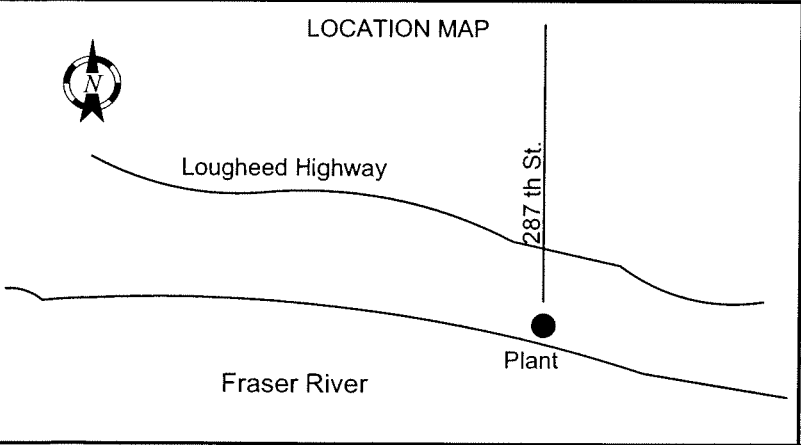 LOCATION MAP
N
Lougheed Highway
287 th St.
Plant
Fraser River